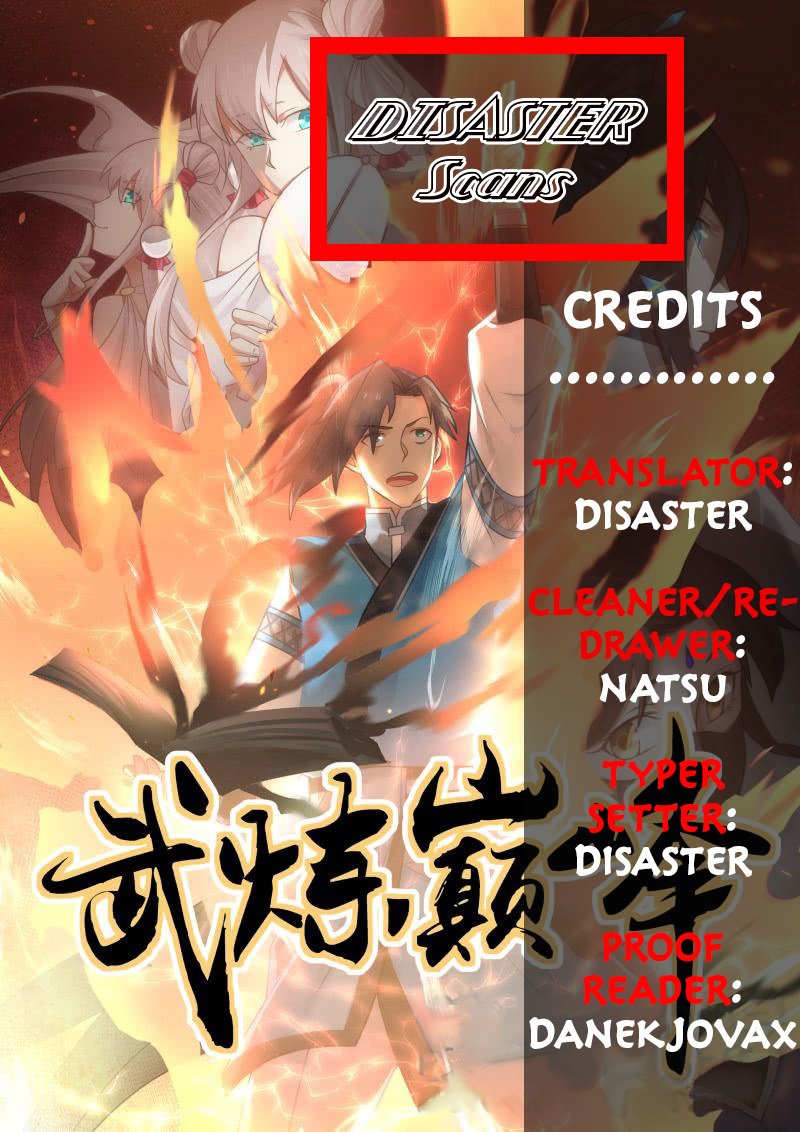 DISASTER
Scans
CREDITS
.............
TRANSLATOR:
DISASTER
CLEANER/RE-
DRAWER:
NATSU
TYPER
SETTER:
DISASTER
PROOF
READER:
DANEKJOVAX
武炼巅峰